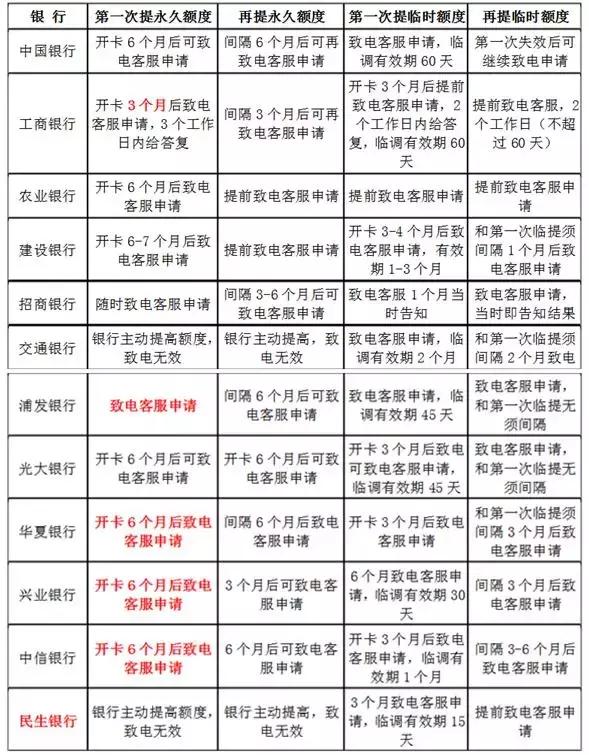 银 行 第一次提永久额度 再提永久额度 第一次提临时额度 再提临时额度
中国银行
开卡 6 个月后可致
电客服申请
间隔 6 个月后可再
致电客服申请
致电客服申请，临
调有效期 60 天
第一次失效后可
继续致电申请
工商银行
开卡 3 个月后致电
客服申请，3 个工作
日内给答复
间隔 3 个月后可再
致电客服申请
开卡 3 个月后提前
致电客服申请，2
个工作日内给答
复，临调有效期 60
天
提前致电客服，2
个工作日（不超
过 60 天）
农业银行
开卡 6 个月后致电
客服申请
提前致电客服申请
提前致电客服申请
提前致电客服申
请
建设银行
开卡 6-7 个月后致
电客服申请
提前致电客服申请
开卡 3-4 个月后致
电客服申请，有效
期 1-3 个月
和第一次临提须
间隔 1 个月后致
电客服申请
招商银行
随时致电客服申请
间隔 3-6 个月后可
致电客服申请
致电客服 1 个月当
时告知
致电客服申请，
当时即告知结果
交通银行
银行主动提高额度，
致电无效
银行主动提高，致
电无效
致电客服申请，临
调有效期 2 个月
和第一次临提须
间隔 2 个月致电
浦发银行
致电客服申请
间隔 6 个月后可致
电客服申请
致电客服申请，临
调有效期 45 天
致电客服申请，
和第一次临提无
须间隔
光大银行
开卡 6 个月后可致
电客服申请
开卡 6 个月后可致
电客服申请
开卡 3 个月后致电
可致电客服申请，
临调有效期 45 天
致电客服申请，
和第一次临提无
须间隔
华夏银行
开卡 6 个月后致电
客服申请
间隔 6 个月后致电
客服申请
开卡 3 个月后致电
客服申请
和第一次临提须
间隔 3 个月后致
电客服申请
兴业银行
开卡 6 个月后致电
客服申请
3 个月后可致电客
服申请
6 个月致电客服申
请，临调有效期 30
天
间隔 3 个月后致
电客服申请
中信银行
开卡 6 个月后致电
客服申请
6 个月后可致电客
服申请
开卡 3 个月后致电
客服申请，临调有
效期 1 个月
间隔 3-6 个月后
可致电客服申请
民生银行
银行主动提高额度，
致电无效
银行主动提高，致
电无效
3 个月致电客服申
请，临调有效期 15
天
提前致电客服申
请